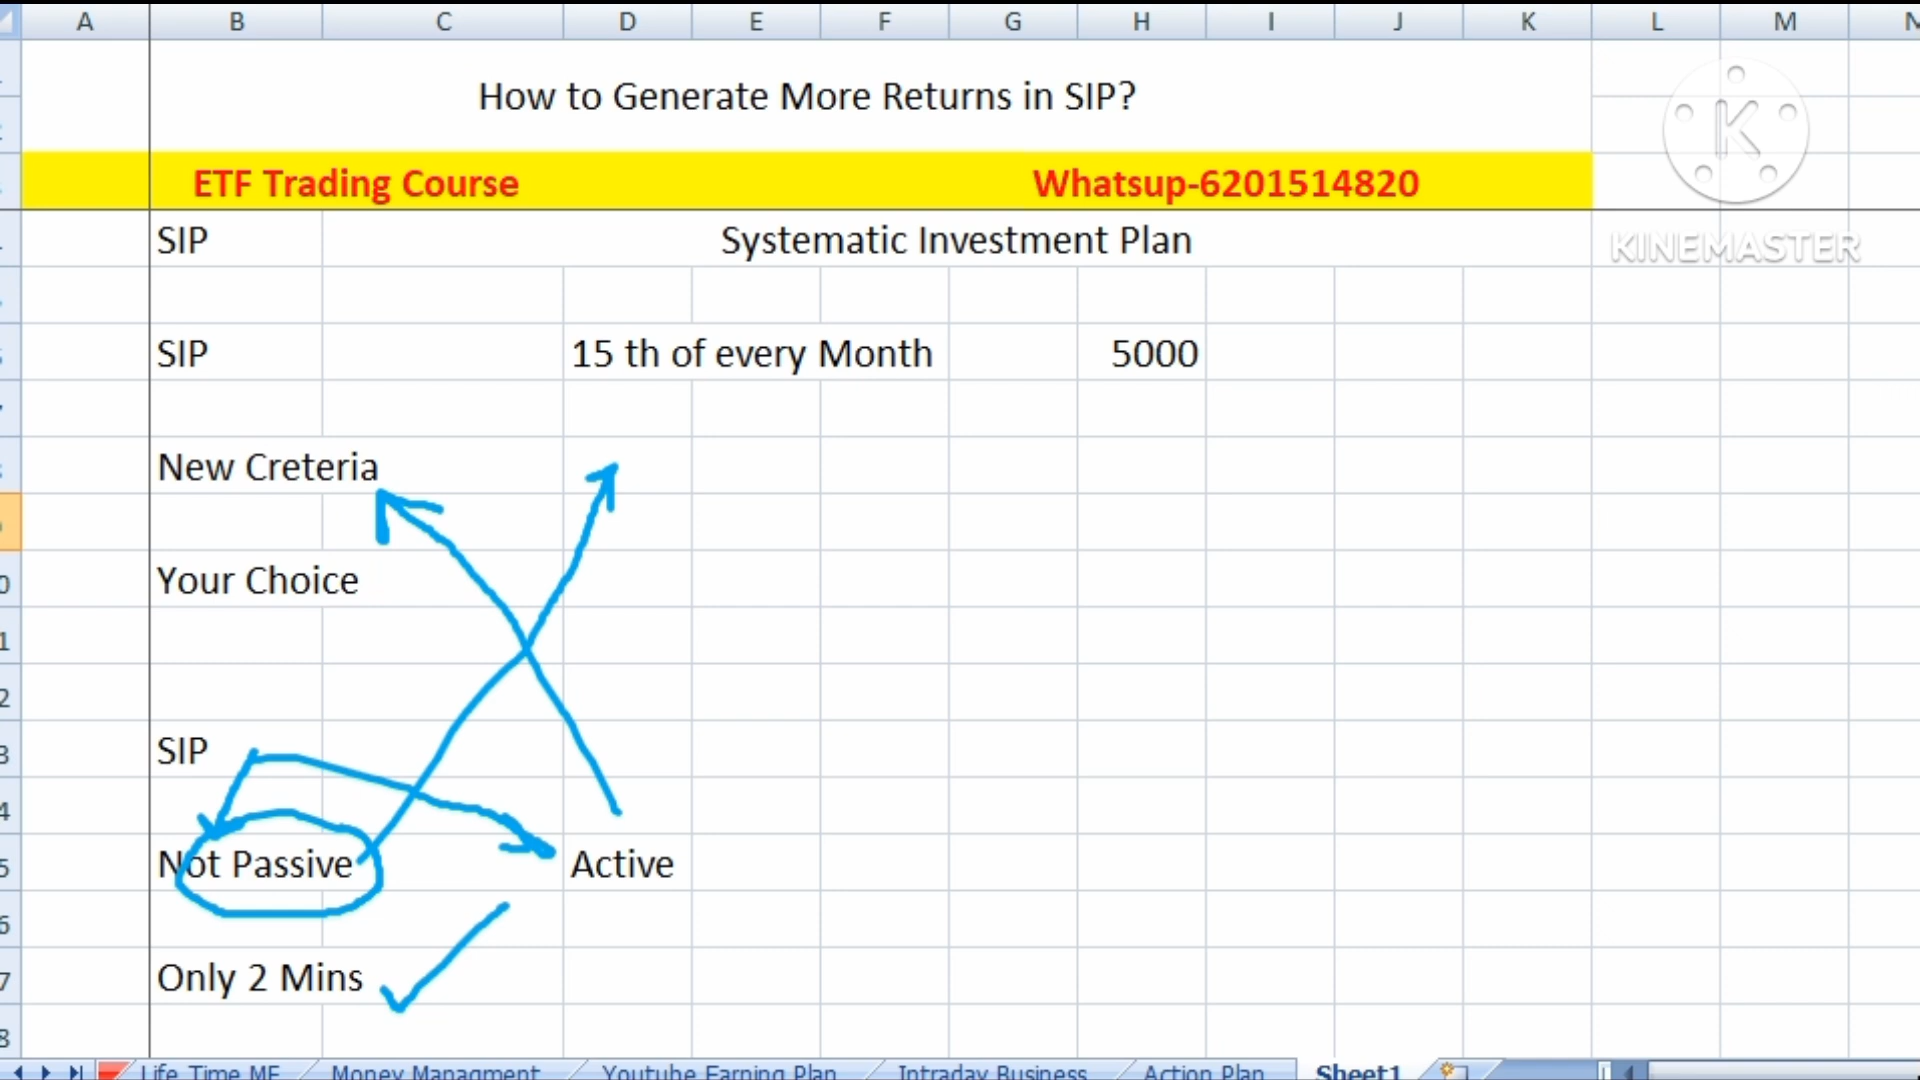 A B C D E F G H I J K L M
How to Generate More Returns in SIP?
ETF Trading Course Whatsup-6201514820
SIP Systematic Investment Plan
KINEMASTER
SIP 15 th of every Month 5000
New Creteria
Your Choice
SIP
Not Passive Active
Only 2 Mins
Life Time MF Money Managment Youtube Earning Plan Intraday Business Action Plan Sheet1